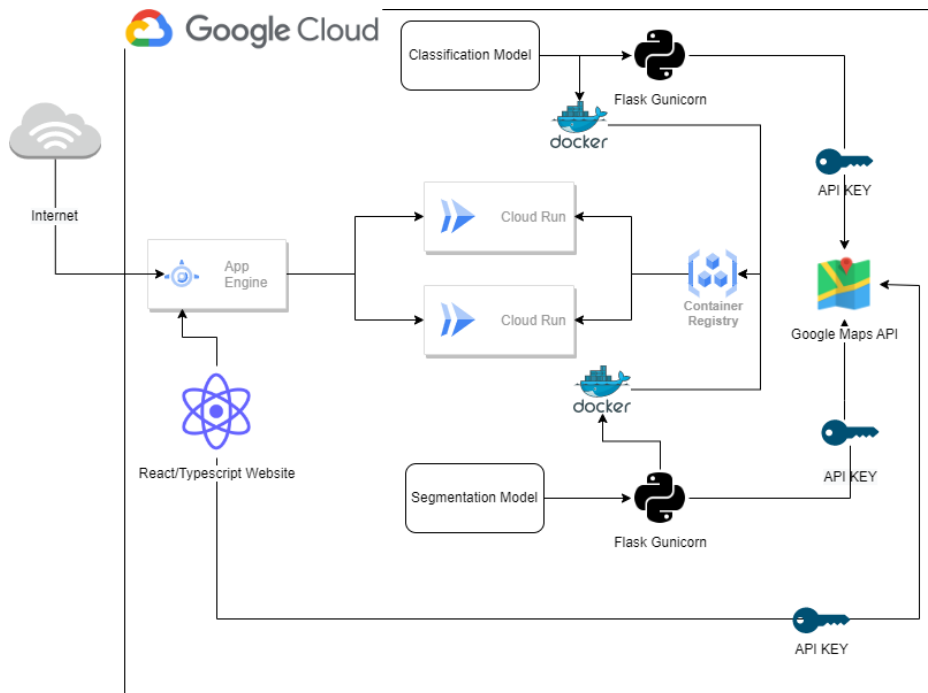 Google Cloud
Classification Model
Flask Gunicorn
docker
API KEY
Internet
Cloud Run
App
Engine
Container
Registry
Cloud Run
Google Maps API
docker
API KEY
React/Typescript Website
Segmentation Model
Flask Gunicorn
API KEY